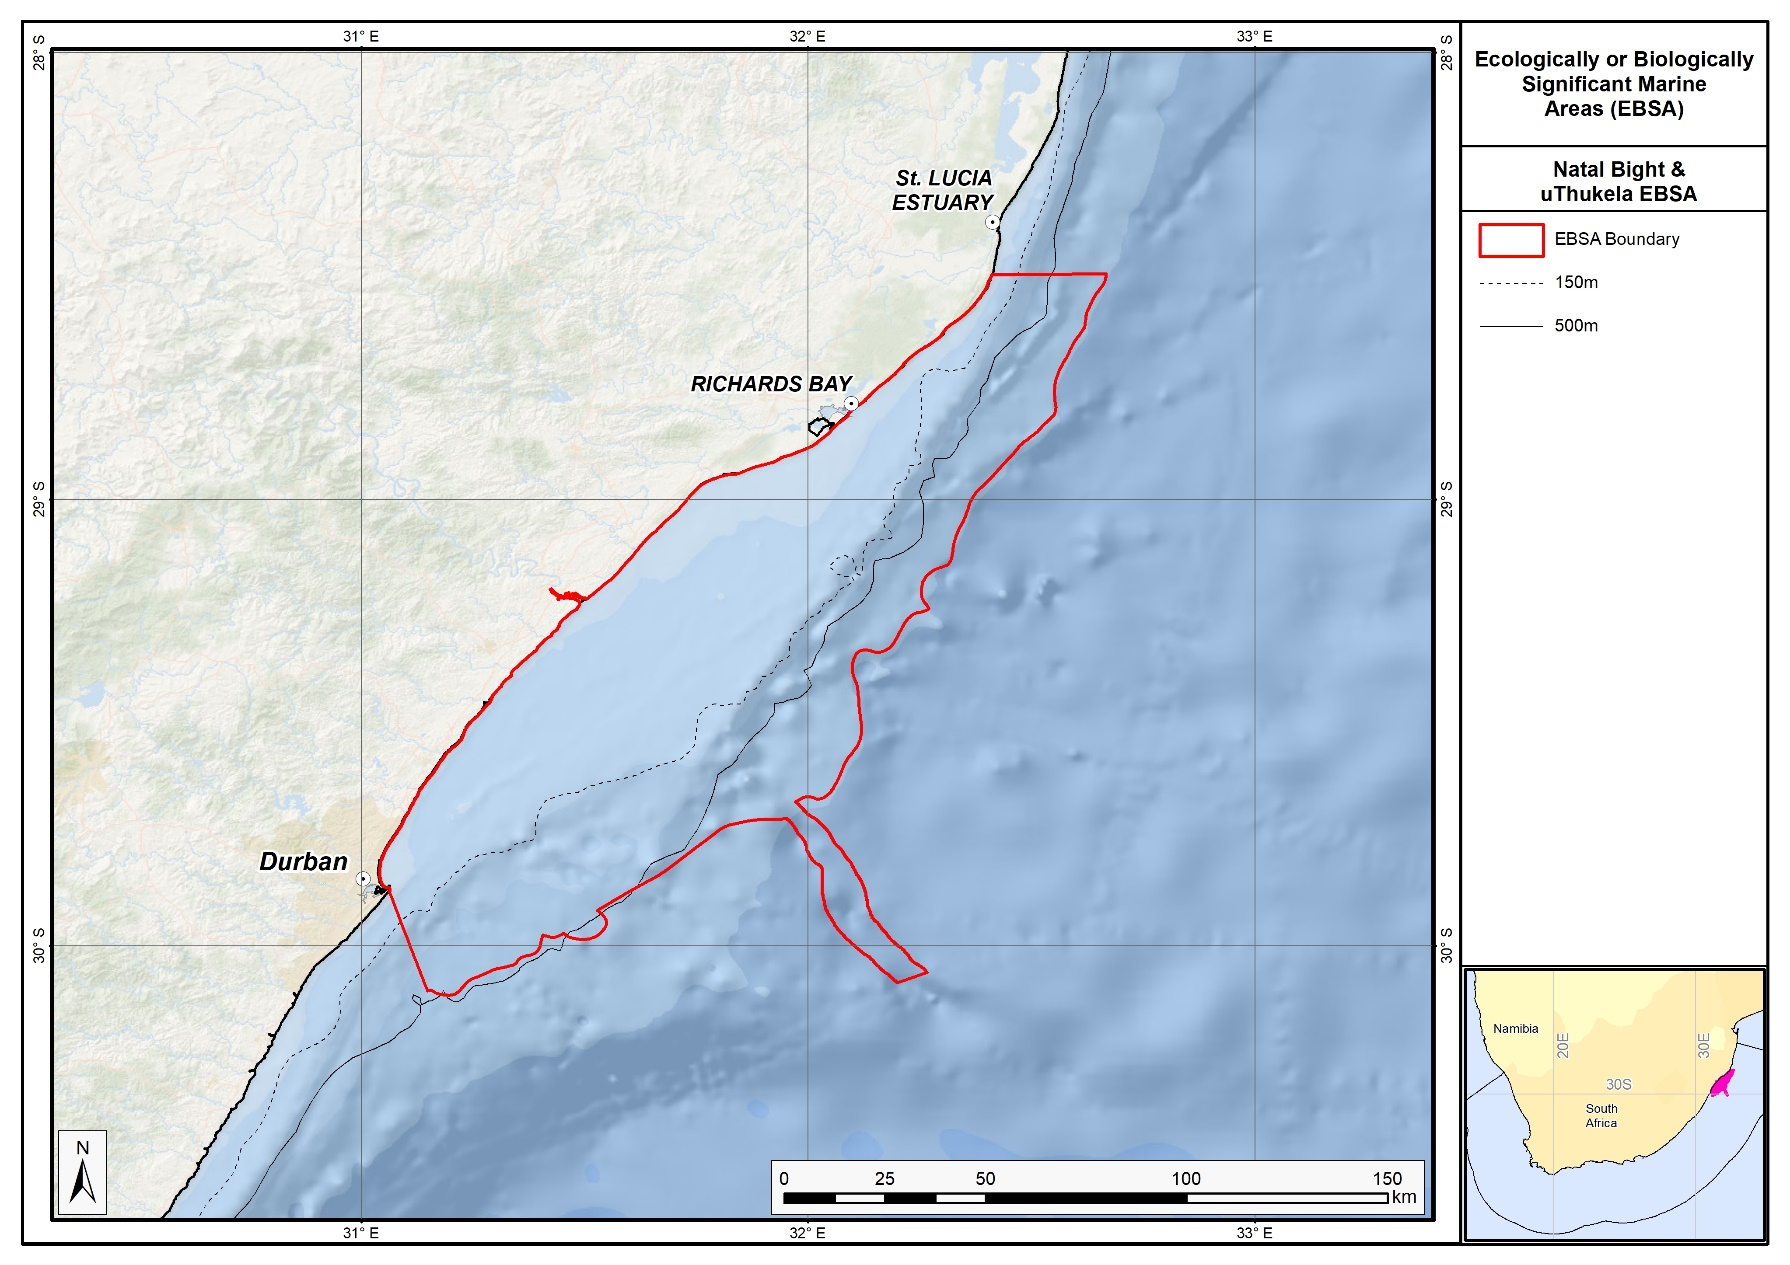 31° E
32° E
33° E
28° S
28° S
Ecologically or Biologically
Significant Marine
Areas (EBSA)
Natal Bight &
uThukela EBSA
EBSA Boundary
150m
500m
St. LUCIA
ESTUARY
RICHARDS BAY
29° S
29° S
Durban
30° S
30° S
N
0
25
50
100
150
km
31° E
32° E
33° E
Namibia
20E
30E
30S
South
Africa